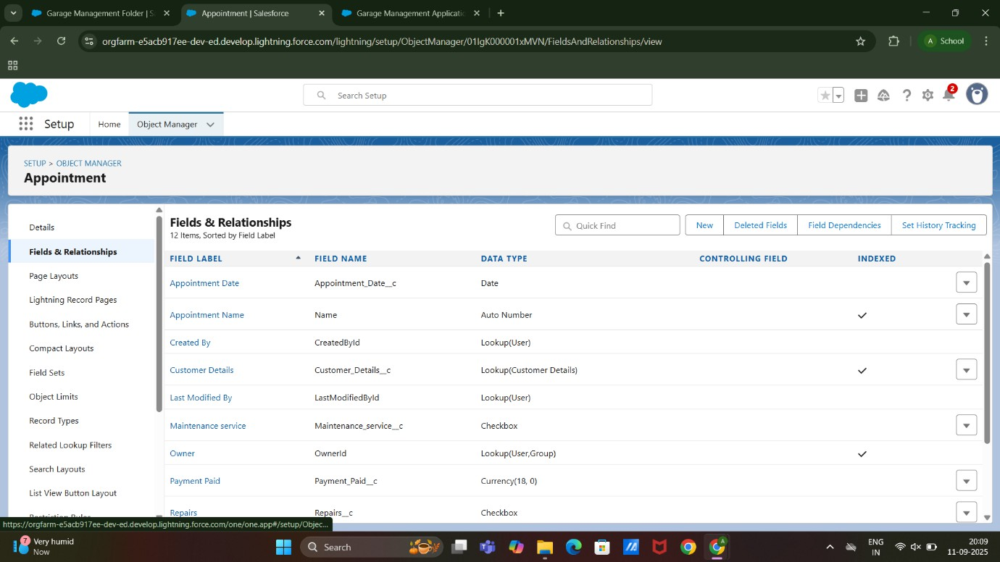 Garage Management Folder | S
Appointment | Salesforce
Garage Management Applicatio
orgfarm-e5acb917ee-dev-ed.develop.lightning.force.com/lightning/setup/ObjectManager/01IgK000001xMVN/FieldsAndRelationships/view
A School
Search Setup
2
Setup
Home
Object Manager
SETUP > OBJECT MANAGER
Appointment
Details
Fields & Relationships
Page Layouts
Lightning Record Pages
Buttons, Links, and Actions
Compact Layouts
Field Sets
Object Limits
Record Types
Related Lookup Filters
Search Layouts
List View Button Layout
Restriction Rules
Fields & Relationships
12 Items, Sorted by Field Label
Quick Find
New
Deleted Fields
Field Dependencies
Set History Tracking
FIELD LABEL FIELD NAME DATA TYPE CONTROLLING FIELD INDEXED
Appointment Date Appointment_Date__c Date
Appointment Name Name Auto Number
Created By CreatedById Lookup(User)
Customer Details Customer_Details__c Lookup(Customer Details)
Last Modified By LastModifiedById Lookup(User)
Maintenance service Maintenance_service__c Checkbox
Owner OwnerId Lookup(User,Group)
Payment Paid Payment_Paid__c Currency(18, 0)
Repairs Repairs__c Checkbox
https://orgfarm-e5acb917ee-dev-ed.develop.lightning.force.com/one/one.app#/setup/Objec...
7
Very humid
Now
Search
A
ENG
IN
20:09
11-09-2025